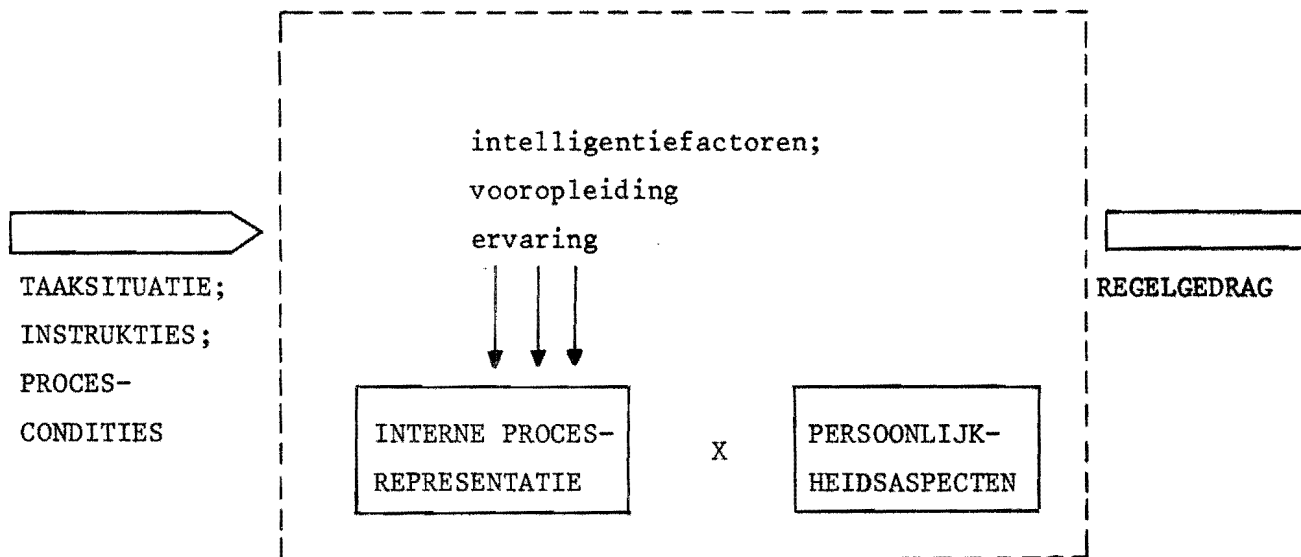 intelligentiefactoren;
vooropleiding
ervaring
TAAKSITUATIE;
INSTRUKTIES;
PROCES-
CONDITIES
INTERNE PROCES-
REPRESENTATIE
X
PERSOONLIJK-
HEIDSASPECTEN
REGELGEDRAG